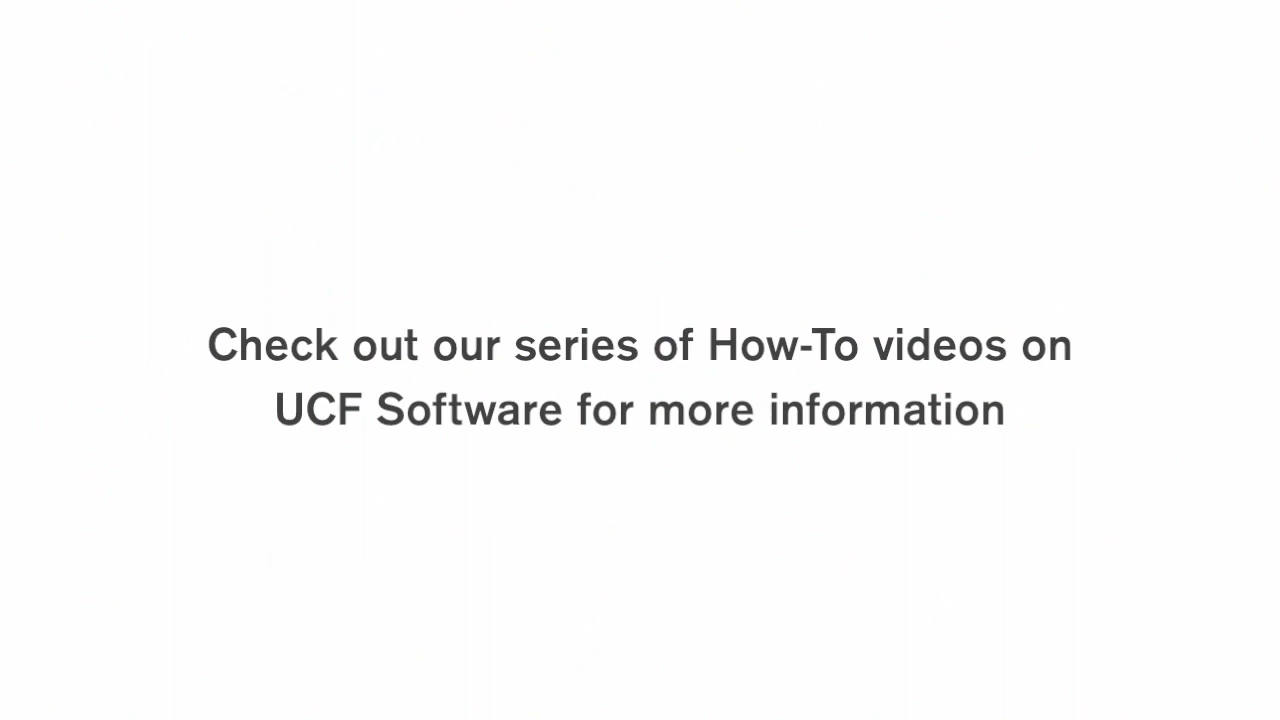 Check out our series of How-To videos on
UCF Software for more information